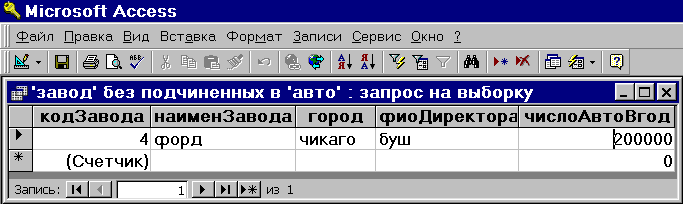 Microsoft Access
Файл Правка Вид Вставка Формат Записи Сервис Окно ?
'завод' без подчиненных в 'авто' : запрос на выборку
кодЗавода наименЗавода город фиоДиректора числоАвтоВгод
4 форд чикаго буш 200000
(Счетчик) 0
Запись: 1 из 1